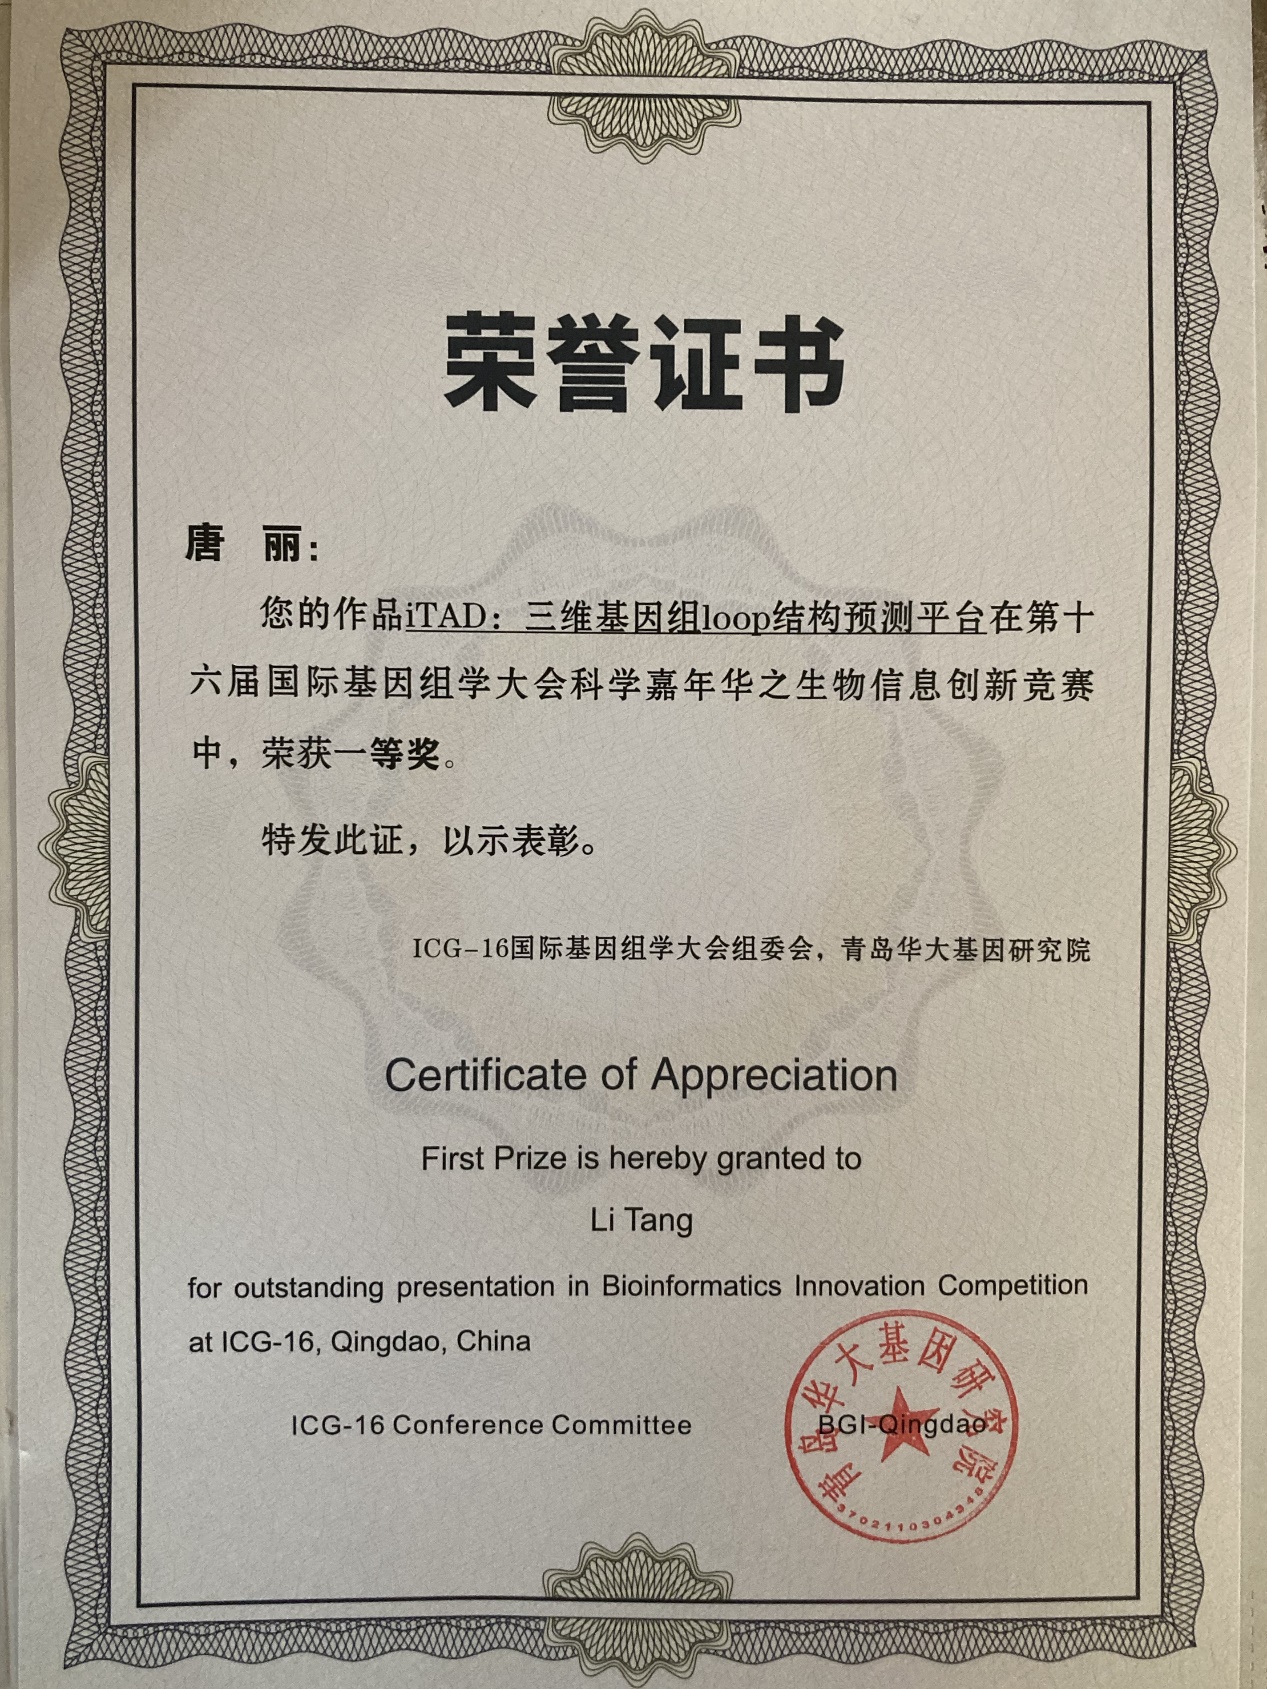 荣誉证书
唐 丽：
您的作品iTAD：三维基因组loop结构预测平台在第十
六届国际基因组学大会科学嘉年华之生物信息创新竞赛
中，荣获一等奖。
特发此证，以示表彰。
ICG-16国际基因组学大会组委会，青岛华大基因研究院
Certificate of Appreciation
First Prize is hereby granted to
Li Tang
for outstanding presentation in Bioinformatics Innovation Competition
at ICG-16, Qingdao, China
ICG-16 Conference Committee BGI-Qingdao
青岛华大基因研究院
3702110304348